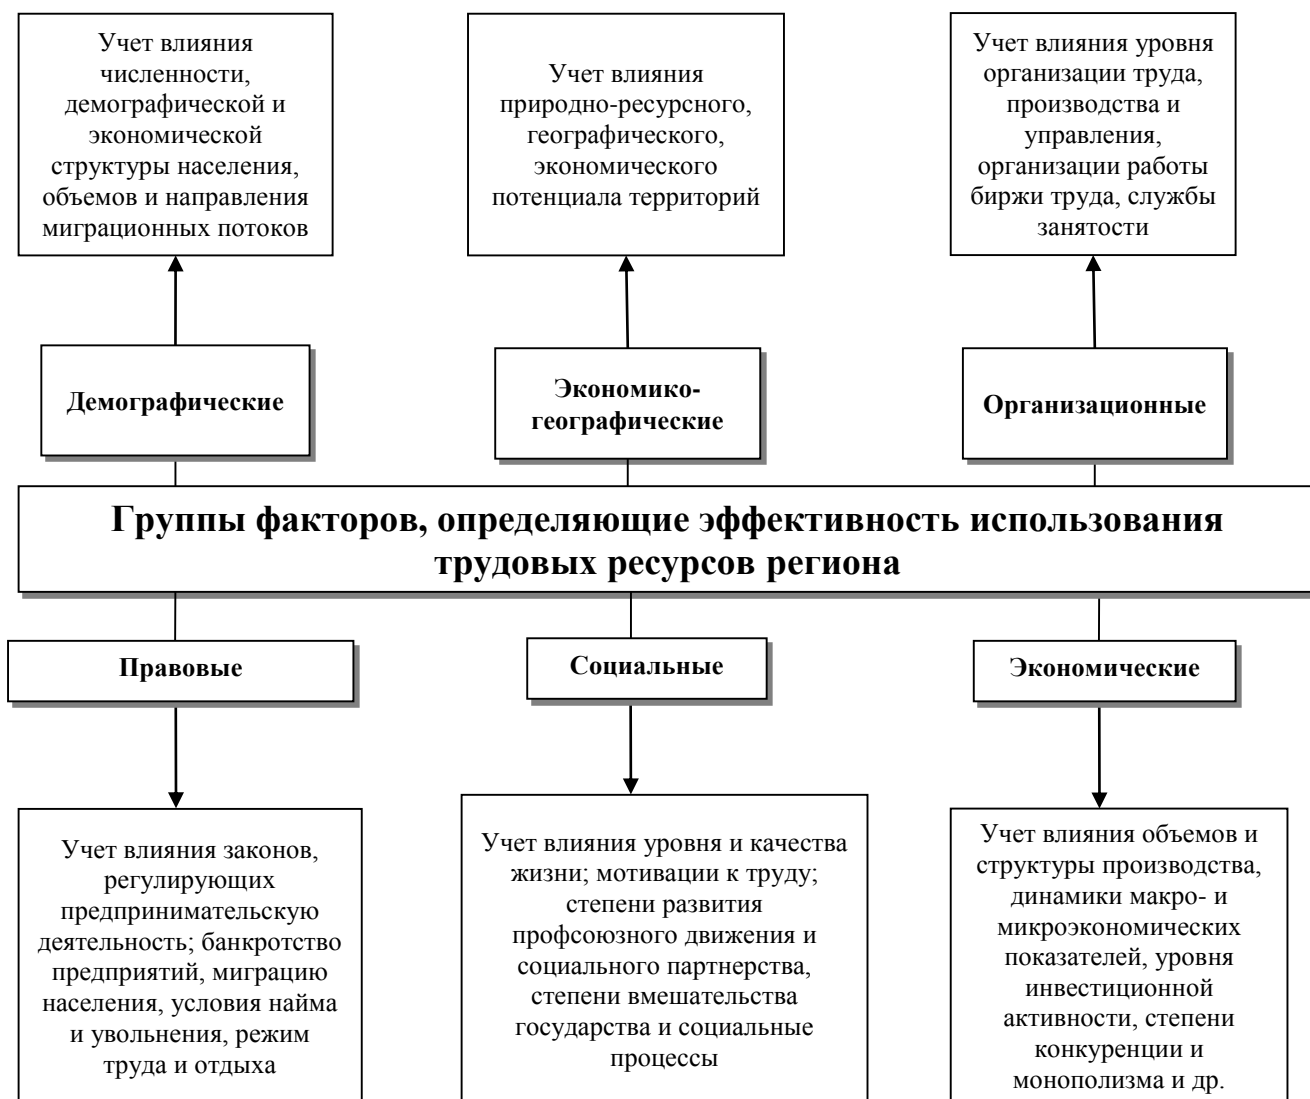 Учет влияния
численности,
демографической и
экономической
структуры населения,
объемов и направления
миграционных потоков
Учет влияния
природно-ресурсного,
географического,
экономического
потенциала территорий
Учет влияния уровня
организации труда,
производства и
управления,
организации работы
биржи труда, службы
занятости
Демографические
Экономико-
географические
Организационные
Группы факторов, определяющие эффективность использования
трудовых ресурсов региона
Правовые
Социальные
Экономические
Учет влияния законов,
регулирующих
предпринимательскую
деятельность; банкротство
предприятий, миграцию
населения, условия найма
и увольнения, режим
труда и отдыха
Учет влияния уровня и качества
жизни; мотивации к труду;
степени развития
профсоюзного движения и
социального партнерства,
степени вмешательства
государства и социальные
процессы
Учет влияния объемов и
структуры производства,
динамики макро- и
микроэкономических
показателей, уровня
инвестиционной
активности, степени
конкуренции и
монополизма и др.